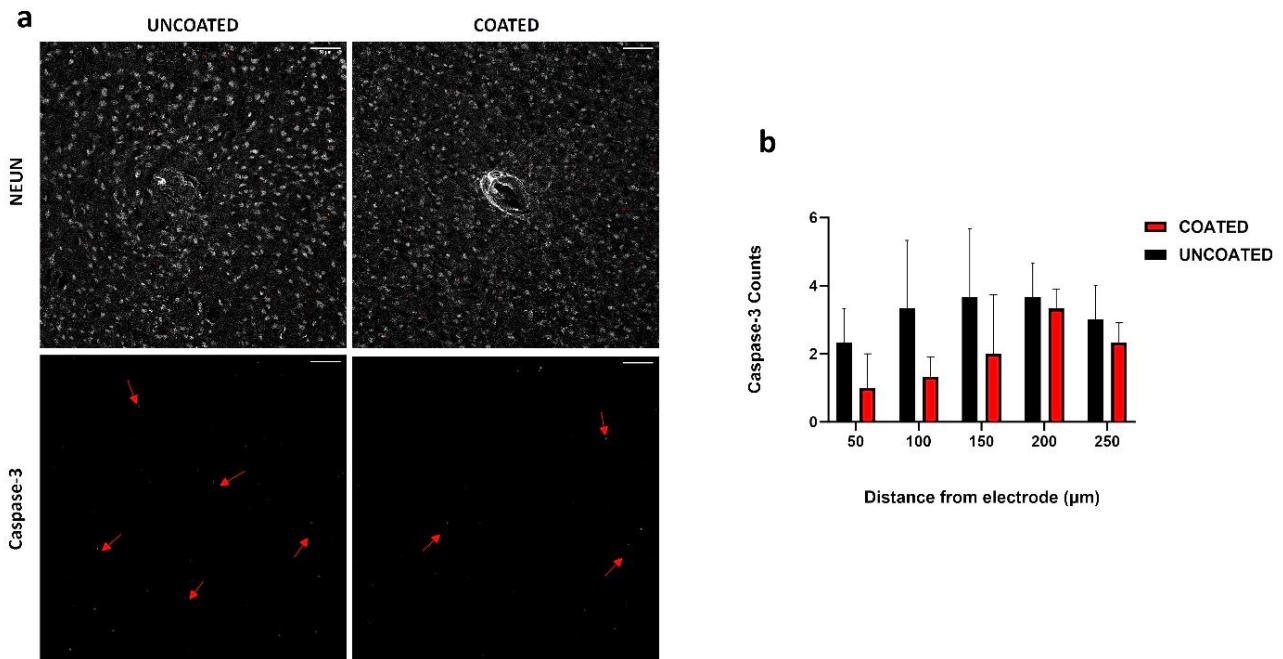 a
UNCOATED
COATED
NEUN
Caspase-3
b
Caspase-3 Counts
6
4
2
0
50
100
150
200
250
Distance from electrode (µm)
COATED
UNCOATED